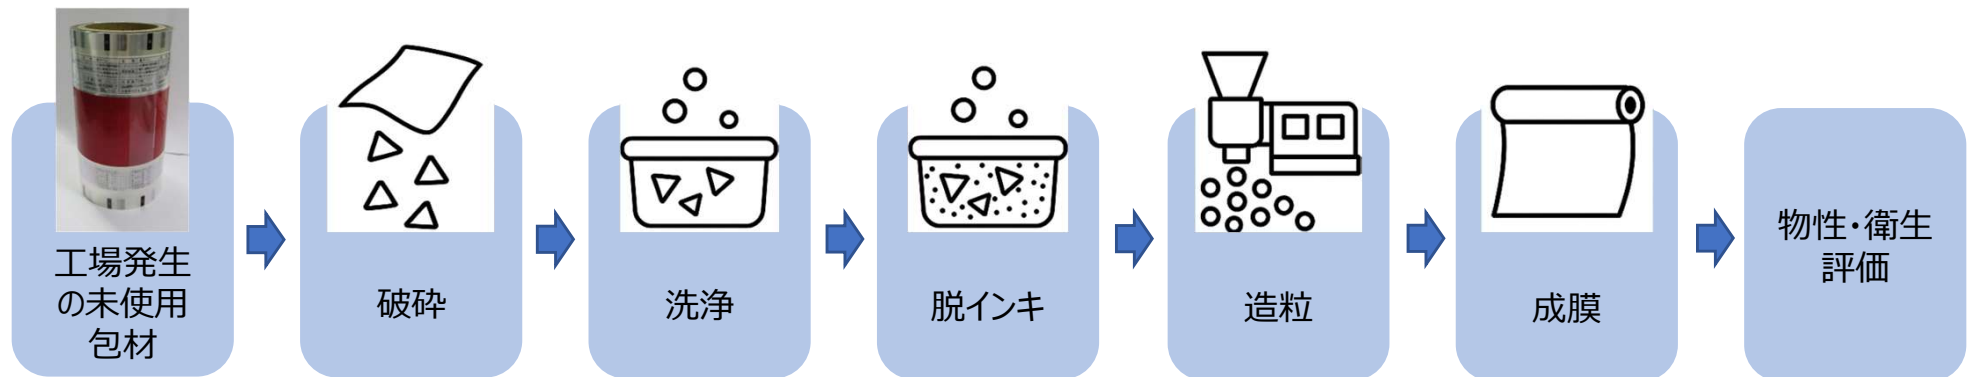 工場発生
の未使用
包材
破砕
洗浄
脱インキ
造粒
成膜
物性・衛生
評価